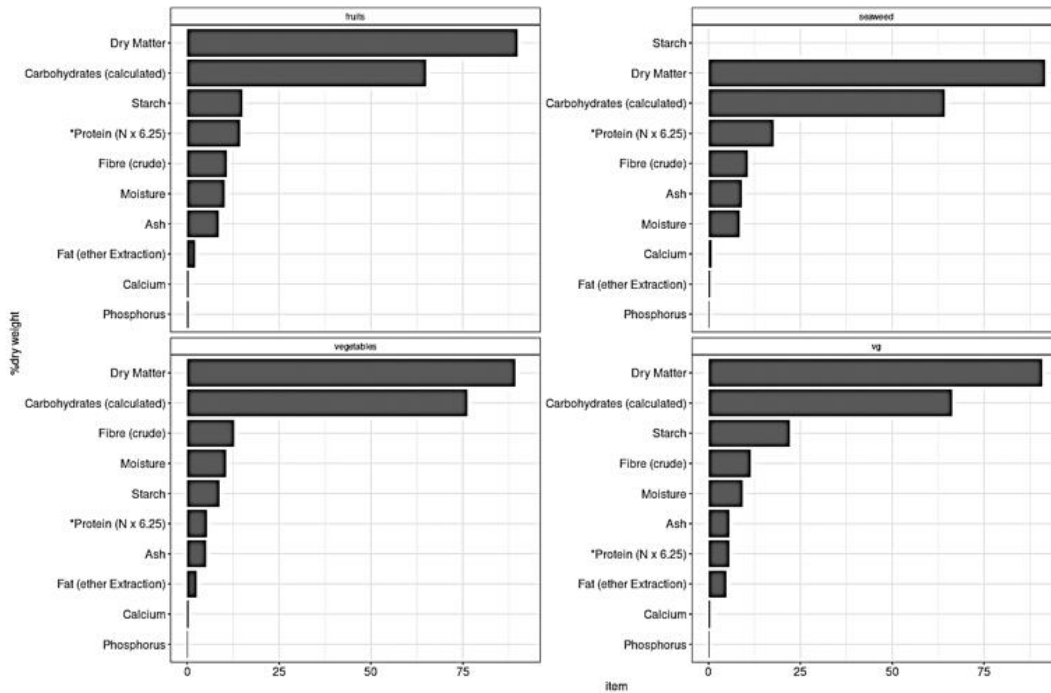 fruits
Dry Matter
Carbohydrates (calculated)
Starch
*Protein (N x 6.25)
Fibre (crude)
Moisture
Ash
Fat (ether Extraction)
Calcium
Phosphorus
seaweed
Starch
Dry Matter
Carbohydrates (calculated)
*Protein (N x 6.25)
Fibre (crude)
Ash
Moisture
Calcium
Fat (ether Extraction)
Phosphorus
%dry weight
vegetables
Dry Matter
Carbohydrates (calculated)
Fibre (crude)
Moisture
Starch
*Protein (N x 6.25)
Ash
Fat (ether Extraction)
Calcium
Phosphorus
0 25 50 75
vg
Dry Matter
Carbohydrates (calculated)
Starch
Fibre (crude)
Moisture
Ash
*Protein (N x 6.25)
Fat (ether Extraction)
Calcium
Phosphorus
0 25 50 75
item